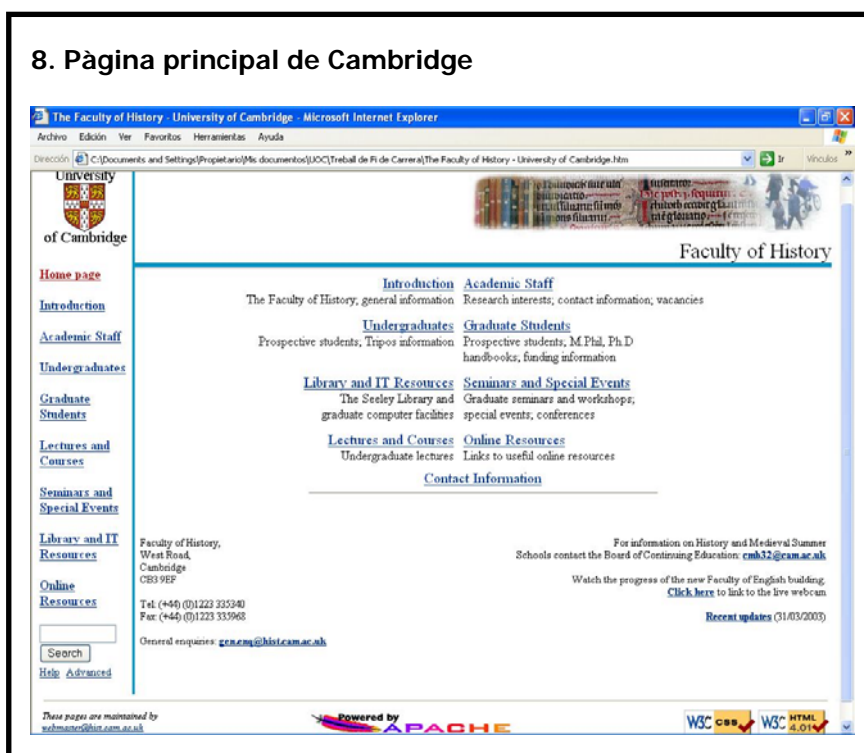 8. Pàgina principal de Cambridge
The Faculty of History - University of Cambridge - Microsoft Internet Explorer
Archivo Edición Ver Favoritos Herramientas Ayuda
Dirección C:\Documents and Settings\Propietario\Mis documentos\UOC\Treball de Fi de Carrera\The Faculty of History - University of Cambridge.htm Ir Vínculos »
University
of Cambridge
Faculty of History
Home page
Introduction
Academic Staff
Undergraduates
Graduate
Students
Lectures and
Courses
Seminars and
Special Events
Library and IT
Resources
Online
Resources
Search
Help Advanced
Introduction Academic Staff
The Faculty of History; general information Research interests; contact information; vacancies
Undergraduates Graduate Students
Prospective students; Tripos information Prospective students; M.Phil, Ph.D
handbooks; funding information
Library and IT Resources Seminars and Special Events
The Seeley Library and Graduate seminars and workshops;
graduate computer facilities special events; conferences
Lectures and Courses Online Resources
Undergraduate lectures Links to useful online resources
Contact Information
Faculty of History,
West Road,
Cambridge
CB3 9EF
Tel: (+44) (0)1223 335340
Fax: (+44) (0)1223 335968
General enquiries: gen.enq@hist.cam.ac.uk
For information on History and Medieval Summer
Schools contact the Board of Continuing Education: cmh32@cam.ac.uk
Watch the progress of the new Faculty of English building.
Click here to link to the live webcam
Recent updates (31/03/2003)
These pages are maintained by
webmaster@hist.cam.ac.uk
Powered by
APACHE
W3C css
W3C HTML 4.01